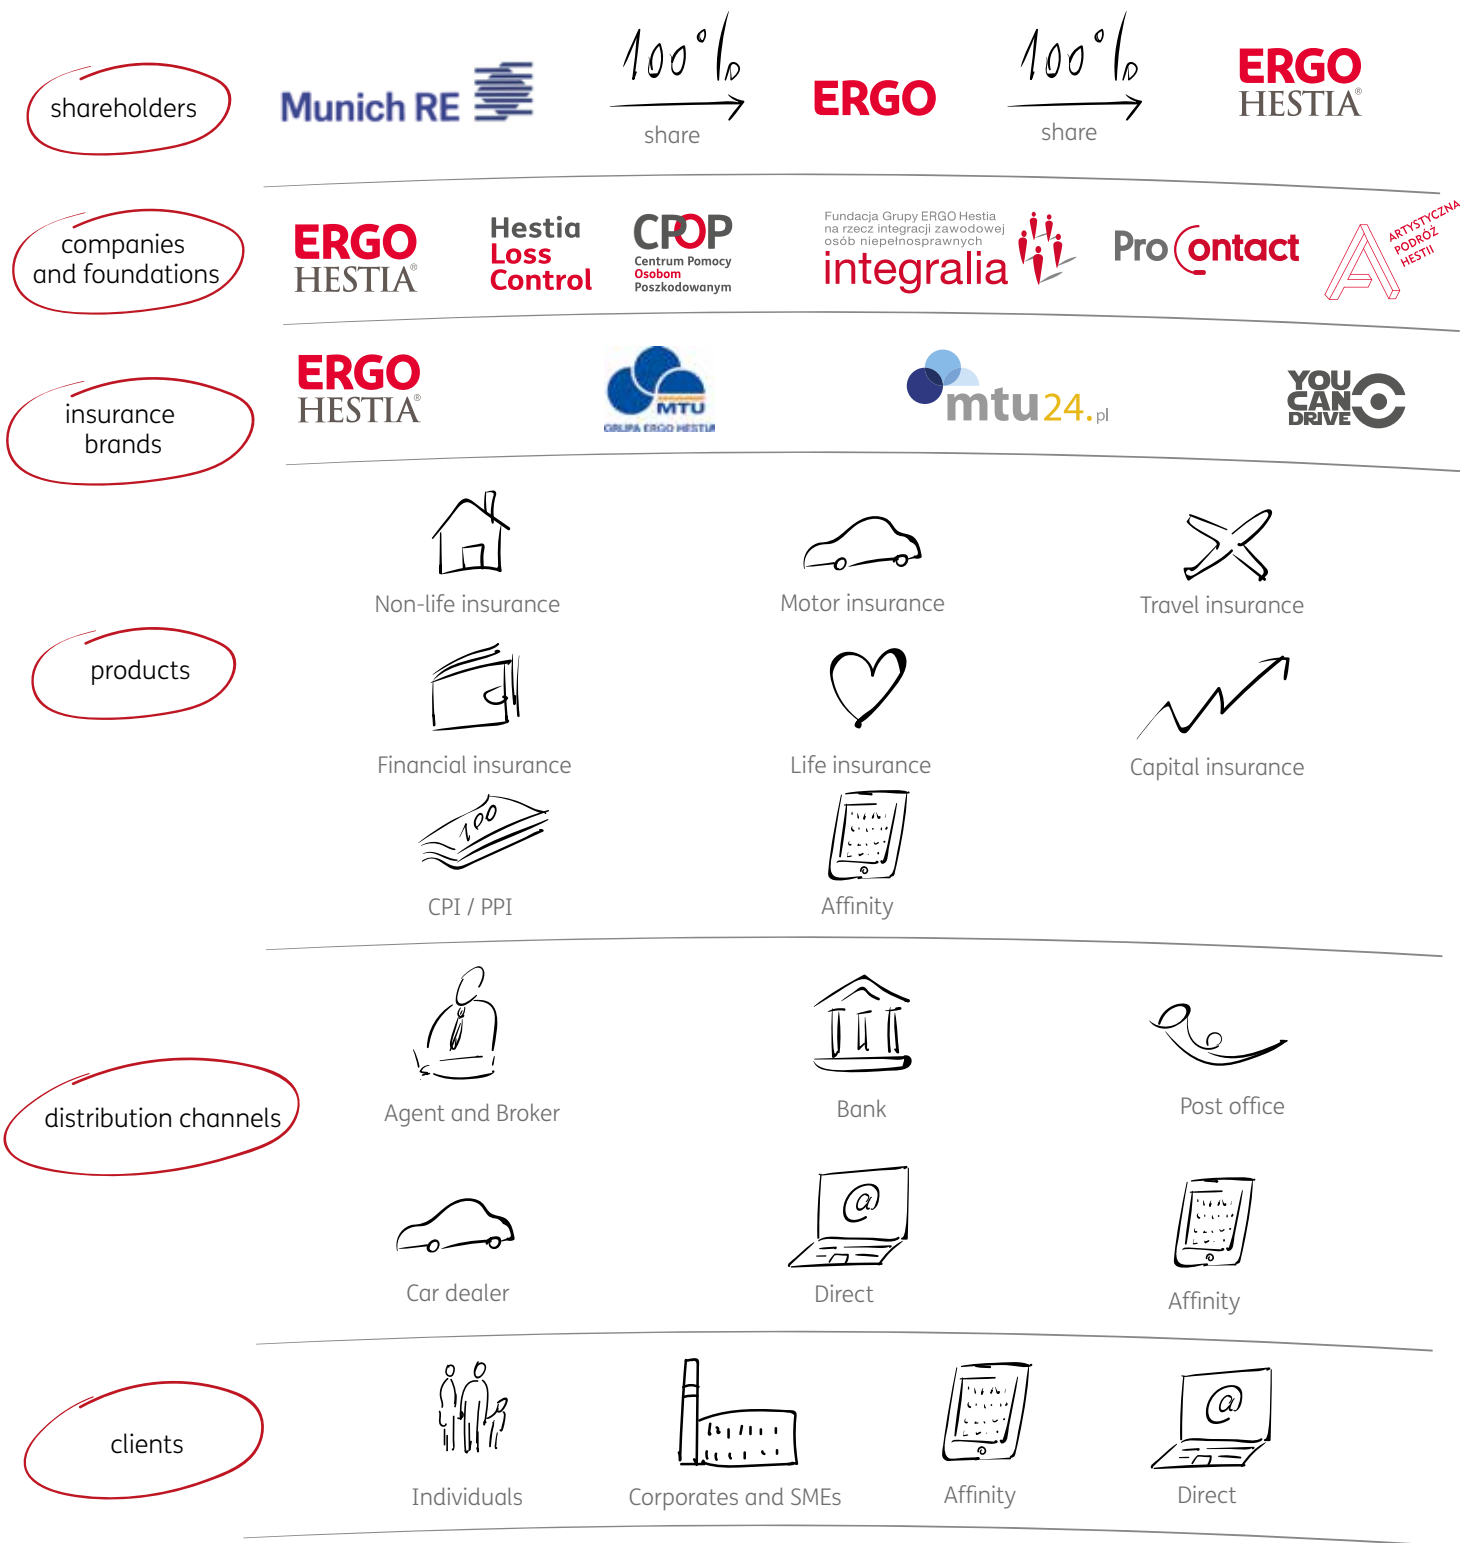 shareholders
Munich RE
100%
share
ERGO
100%
share
ERGO
HESTIA®
companies
and foundations
ERGO
HESTIA®
Hestia
Loss
Control
CPOP
Centrum Pomocy
Osobom
Poszkodowanym
Fundacja Grupy ERGO Hestia
na rzecz integracji zawodowej
osób niepełnosprawnych
integralia
Pro Contact
ARTYSTYCZNA
PODRÓŻ
HESTII
insurance
brands
ERGO
HESTIA®
MTU
GRUPA ERGO HESTIA
mtu24.pl
YOU
CAN
DRIVE
products
Non-life insurance
Motor insurance
Travel insurance
Financial insurance
Life insurance
Capital insurance
100
CPI / PPI
Affinity
distribution channels
Agent and Broker
Bank
Post office
@
Car dealer
Direct
Affinity
clients
@
Individuals
Corporates and SMEs
Affinity
Direct